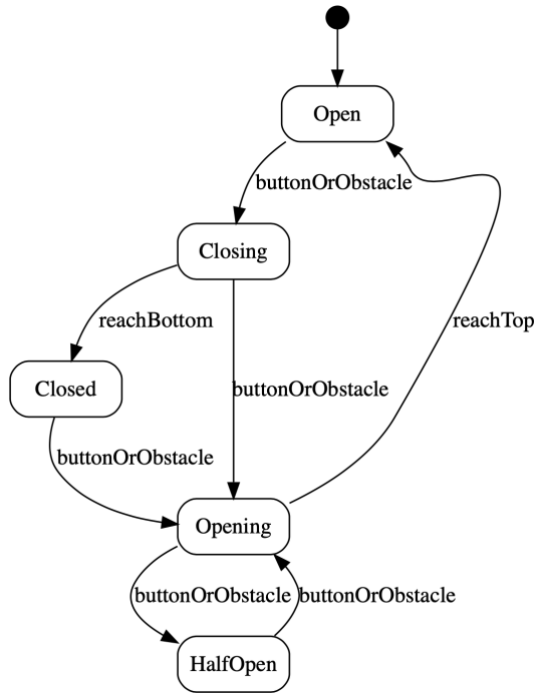 Open
buttonOrObstacle
Closing
reachBottom
reachTop
Closed
buttonOrObstacle
buttonOrObstacle
Opening
buttonOrObstacle
buttonOrObstacle
HalfOpen